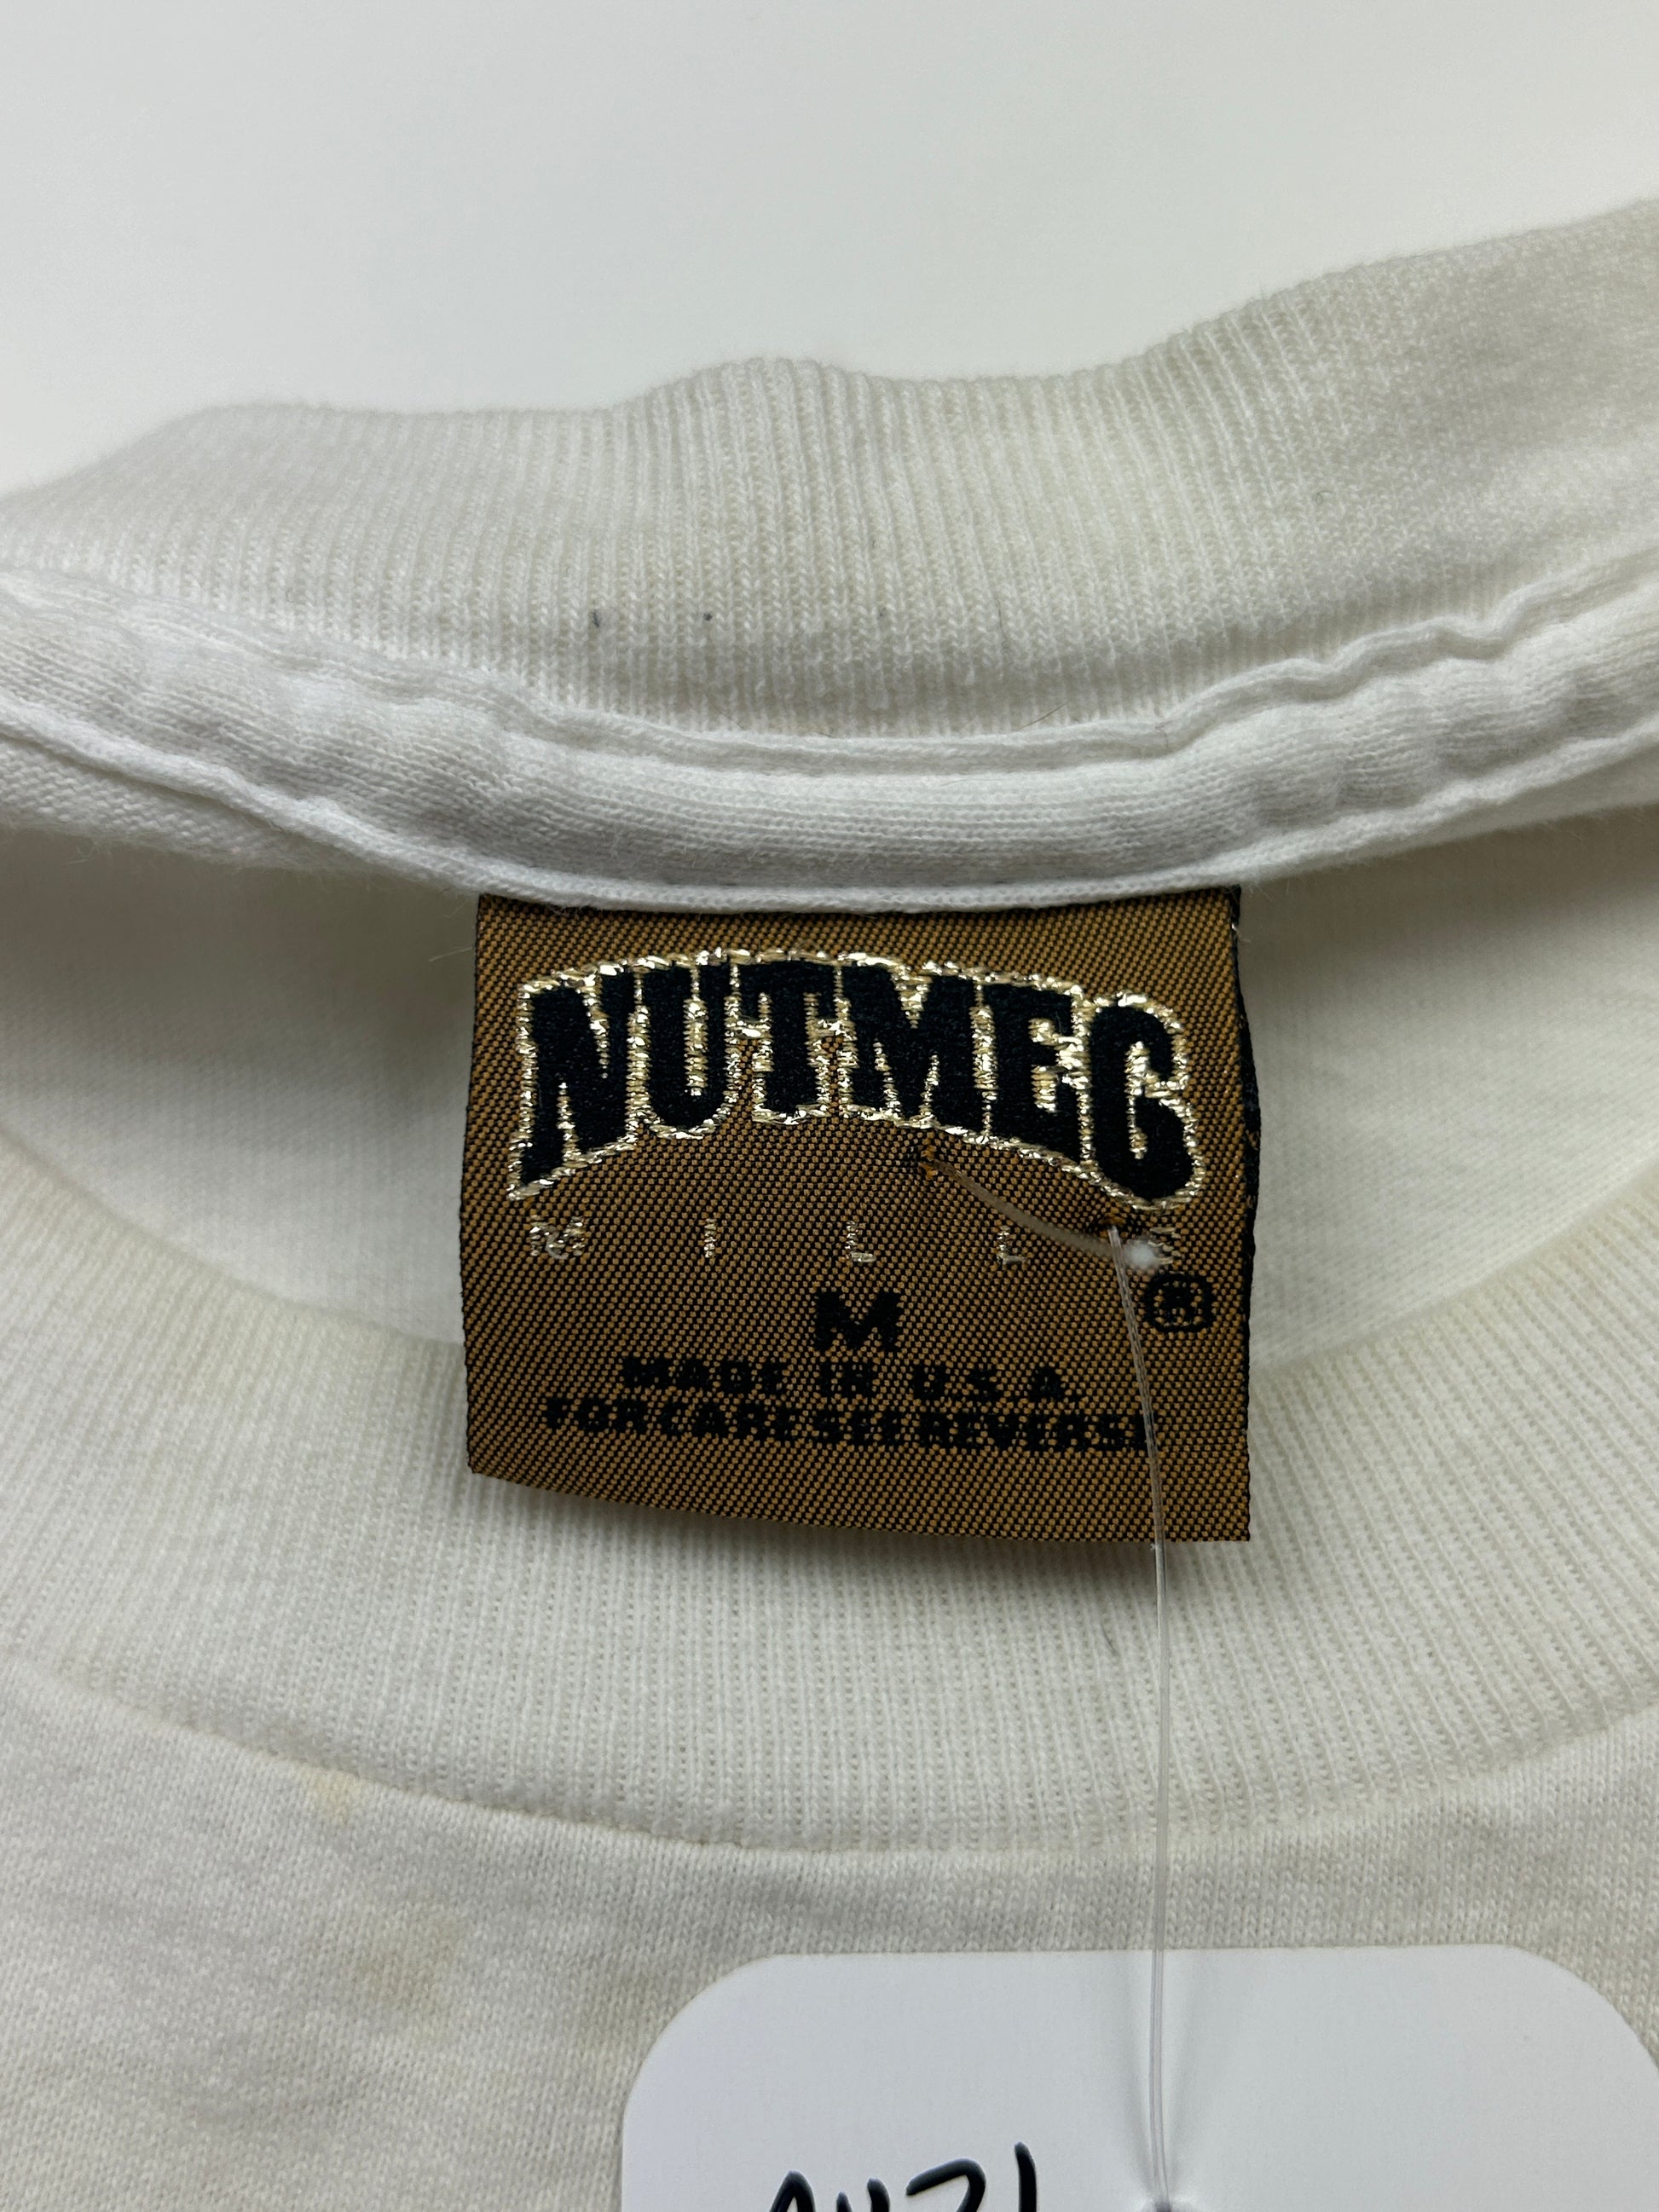 NUTMEG
MILLS
®
M
MADE IN U.S.A.
FOR CARE SEE REVERSE